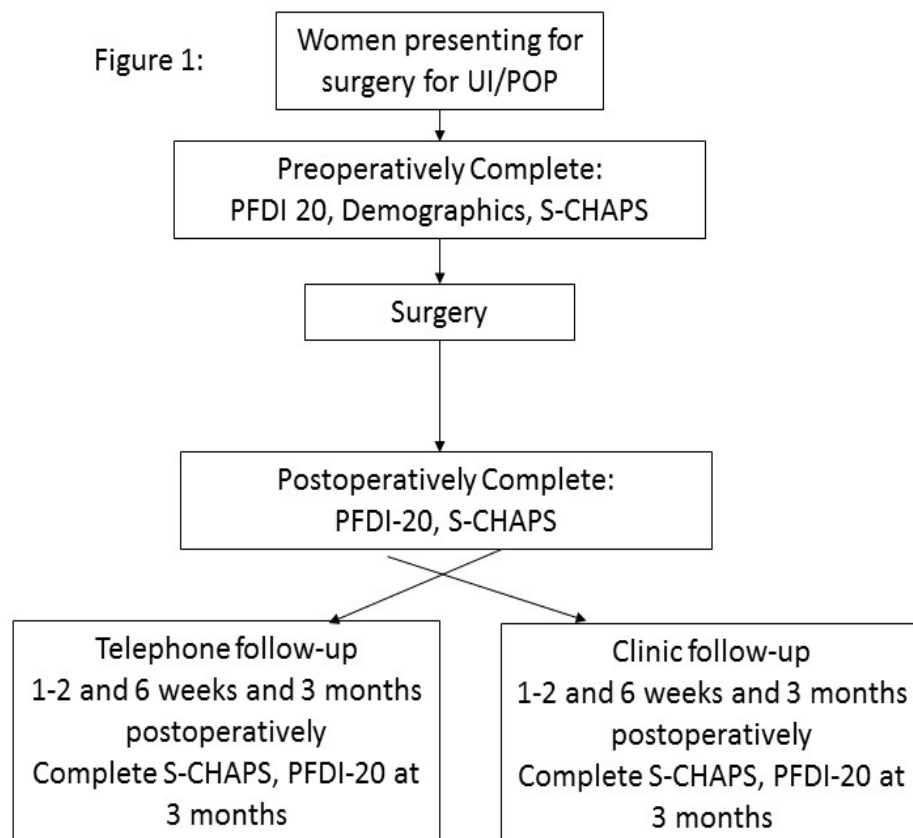 Figure 1:
Women presenting for
surgery for UI/POP
Preoperatively Complete:
PFDI 20, Demographics, S-CHAPS
Surgery
Postoperatively Complete:
PFDI-20, S-CHAPS
Telephone follow-up
1-2 and 6 weeks and 3 months
postoperatively
Complete S-CHAPS, PFDI-20 at
3 months
Clinic follow-up
1-2 and 6 weeks and 3 months
postoperatively
Complete S-CHAPS, PFDI-20 at
3 months